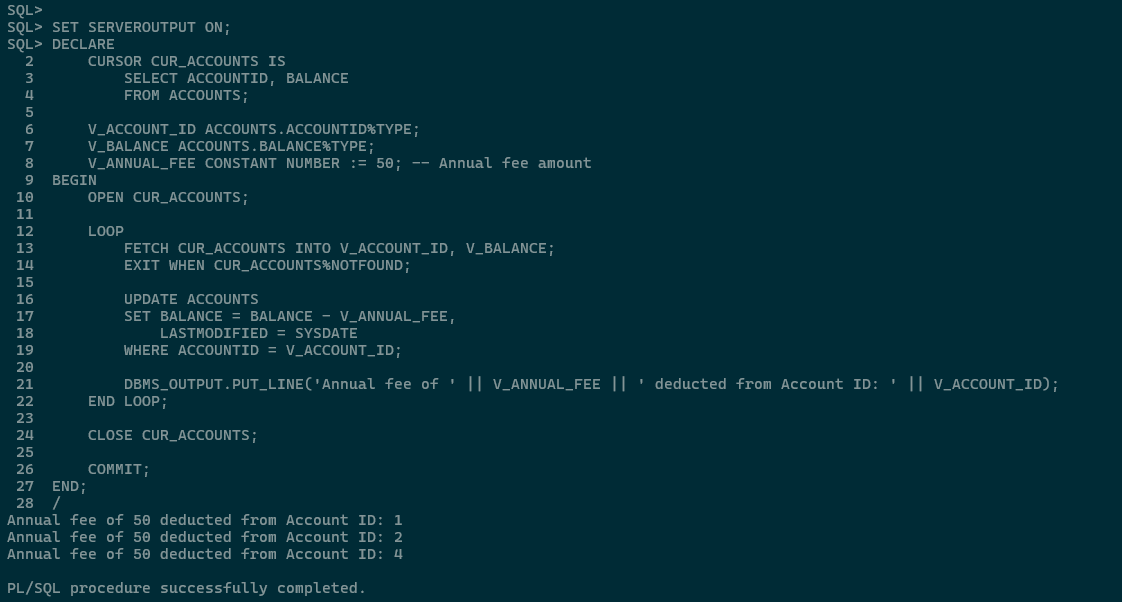 SQL>
SQL> SET SERVEROUTPUT ON;
SQL> DECLARE
  2      CURSOR CUR_ACCOUNTS IS
  3          SELECT ACCOUNTID, BALANCE
  4          FROM ACCOUNTS;
  5
  6      V_ACCOUNT_ID ACCOUNTS.ACCOUNTID%TYPE;
  7      V_BALANCE ACCOUNTS.BALANCE%TYPE;
  8      V_ANNUAL_FEE CONSTANT NUMBER := 50; -- Annual fee amount
  9  BEGIN
 10      OPEN CUR_ACCOUNTS;
 11
 12      LOOP
 13          FETCH CUR_ACCOUNTS INTO V_ACCOUNT_ID, V_BALANCE;
 14          EXIT WHEN CUR_ACCOUNTS%NOTFOUND;
 15
 16          UPDATE ACCOUNTS
 17          SET BALANCE = BALANCE - V_ANNUAL_FEE,
 18              LASTMODIFIED = SYSDATE
 19          WHERE ACCOUNTID = V_ACCOUNT_ID;
 20
 21          DBMS_OUTPUT.PUT_LINE('Annual fee of ' || V_ANNUAL_FEE || ' deducted from Account ID: ' || V_ACCOUNT_ID);
 22      END LOOP;
 23
 24      CLOSE CUR_ACCOUNTS;
 25
 26      COMMIT;
 27  END;
 28  /
Annual fee of 50 deducted from Account ID: 1
Annual fee of 50 deducted from Account ID: 2
Annual fee of 50 deducted from Account ID: 4

PL/SQL procedure successfully completed.